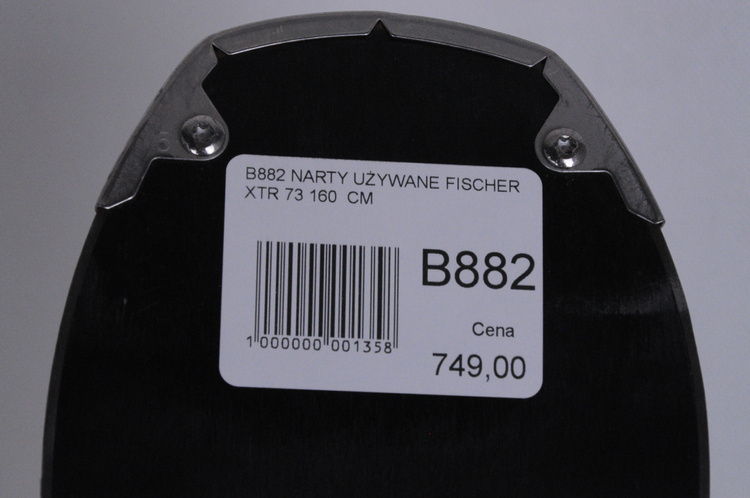 B882 NARTY UŻYWANE FISCHER
XTR 73 160 CM
B882
1 000000 001358
Cena
749,00